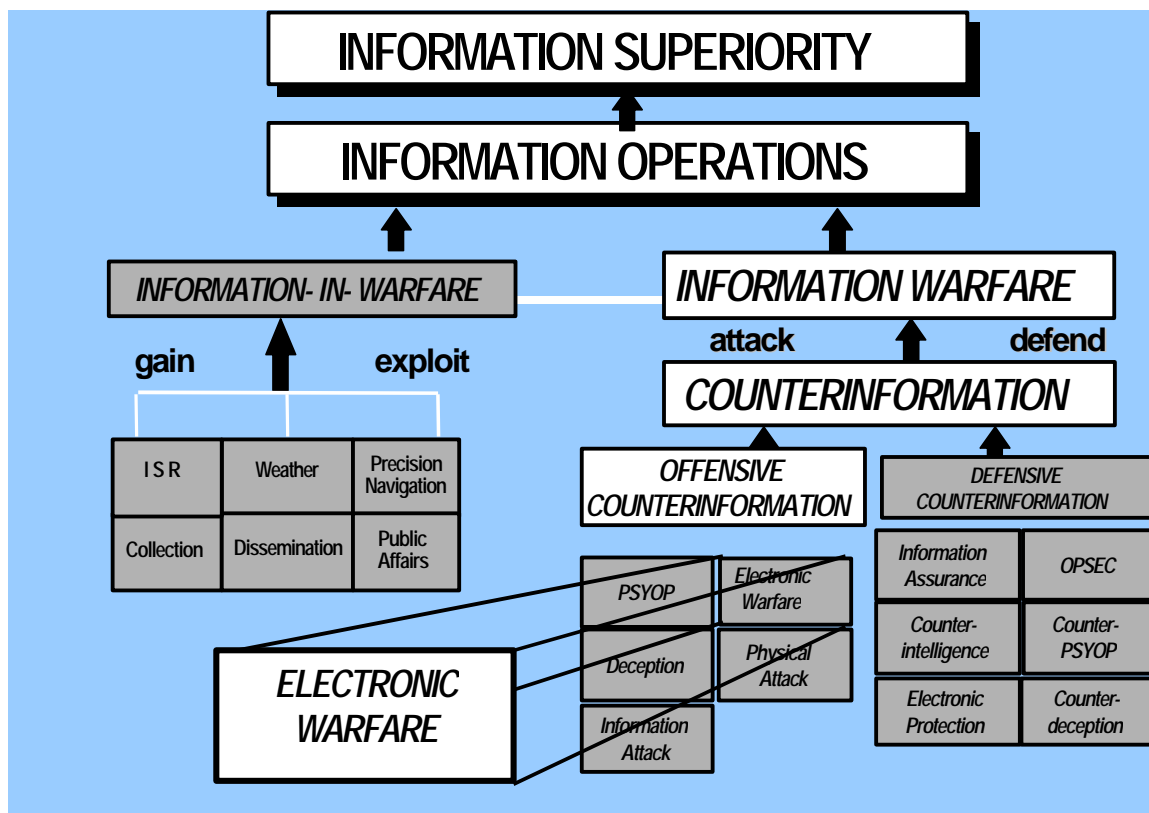 INFORMATION SUPERIORITY
INFORMATION OPERATIONS
INFORMATION- IN- WARFARE
INFORMATION WARFARE
gain
exploit
attack
defend
COUNTERINFORMATION
I S R
Weather
Precision
Navigation
Collection
Dissemination
Public
Affairs
OFFENSIVE
COUNTERINFORMATION
DEFENSIVE
COUNTERINFORMATION
PSYOP
Electronic
Warfare
Deception
Physical
Attack
Information
Attack
Information
Assurance
OPSEC
Counter-
intelligence
Counter-
PSYOP
Electronic
Protection
Counter-
deception
ELECTRONIC
WARFARE